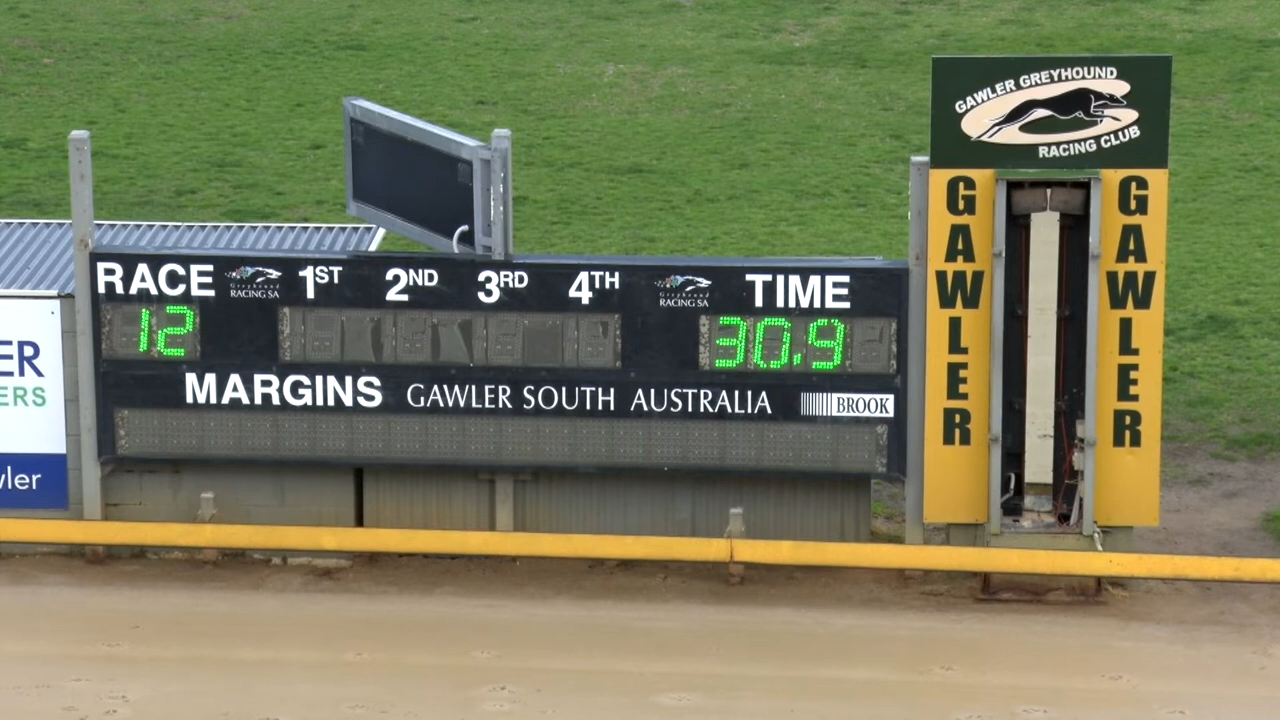 GAWLER GREYHOUND
RACING CLUB
GAWLER
GAWLER
RACE
Greyhound
RACING SA
1ST
2ND
3RD
4TH
Greyhound
RACING SA
TIME
12
30.9
MARGINS
GAWLER SOUTH AUSTRALIA
BROOK
ER
ERS
wler